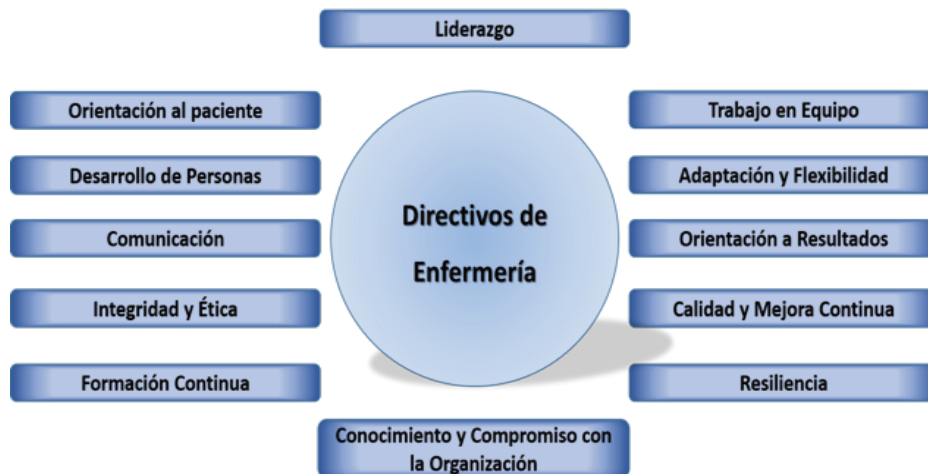 Liderazgo
Orientación al paciente
Desarrollo de Personas
Comunicación
Integridad y Ética
Formación Continua
Directivos de
Enfermería
Trabajo en Equipo
Adaptación y Flexibilidad
Orientación a Resultados
Calidad y Mejora Continua
Resiliencia
Conocimiento y Compromiso con
la Organización